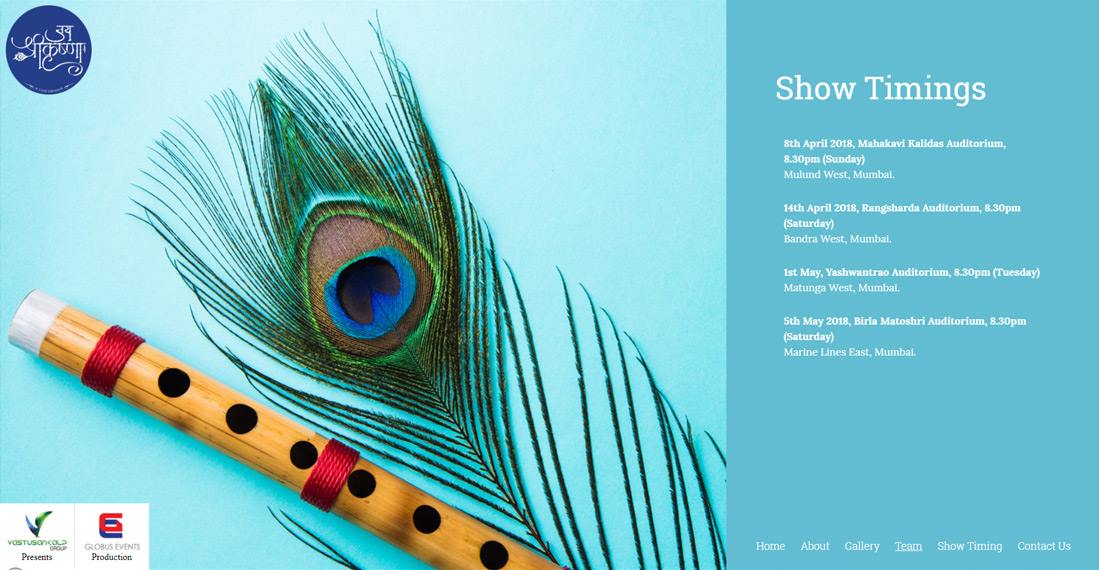 जय
श्रीकृष्णा
Show Timings
8th April 2018, Mahakavi Kalidas Auditorium,
8.30pm (Sunday)
Mulund West, Mumbai.
14th April 2018, Rangsharda Auditorium, 8.30pm
(Saturday)
Bandra West, Mumbai.
1st May, Yashwantrao Auditorium, 8.30pm (Tuesday)
Matunga West, Mumbai.
5th May 2018, Birla Matoshri Auditorium, 8.30pm
(Saturday)
Marine Lines East, Mumbai.
VASTUSANKALP
GROUP
Presents
GLOBUS EVENTS
Production
Home About Gallery Team Show Timing Contact Us